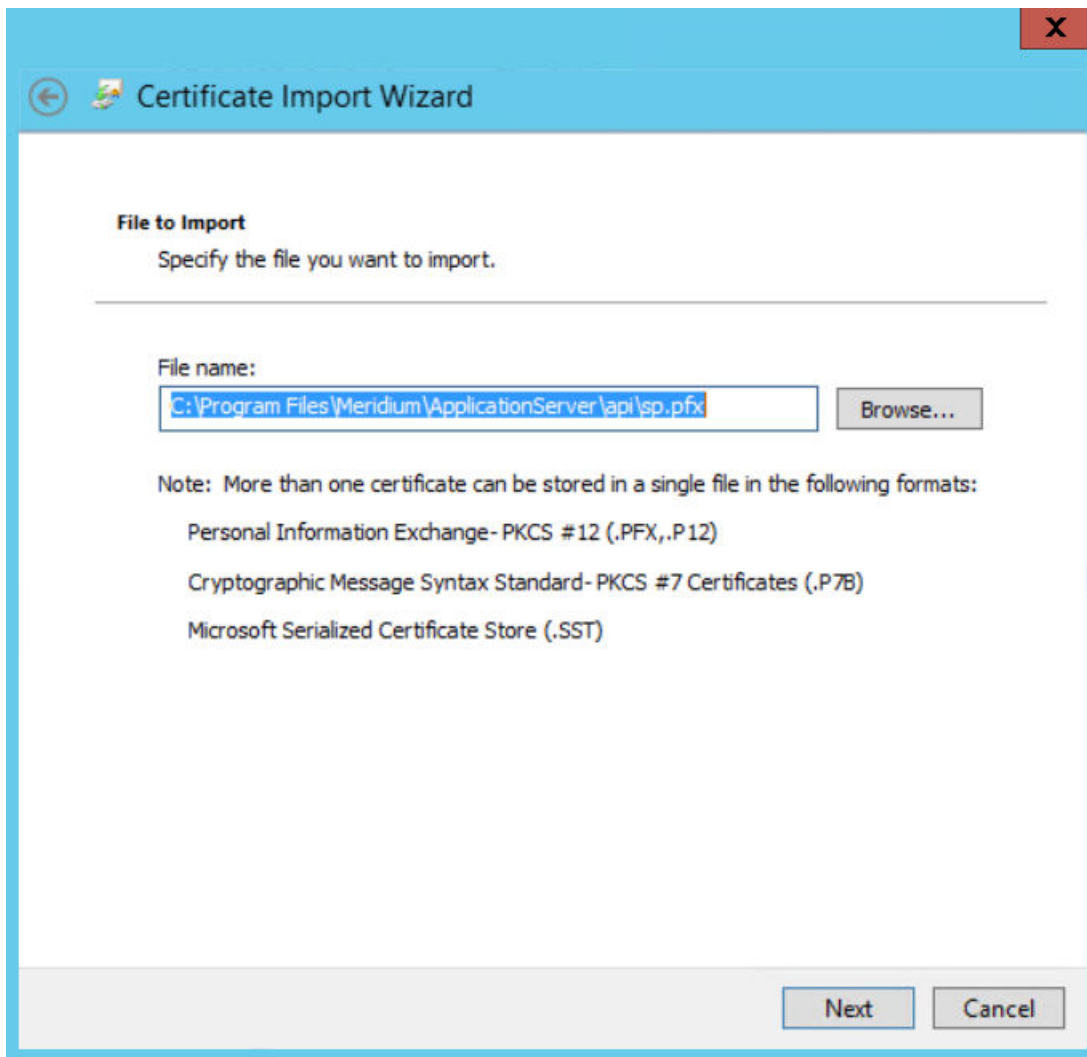 X
Certificate Import Wizard
File to Import
Specify the file you want to import.
File name:
C:\Program Files\Meridium\ApplicationServer\api\sp.pfx
Browse...
Note: More than one certificate can be stored in a single file in the following formats:
Personal Information Exchange- PKCS #12 (.PFX,.P12)
Cryptographic Message Syntax Standard- PKCS #7 Certificates (.P7B)
Microsoft Serialized Certificate Store (.SST)
Next
Cancel